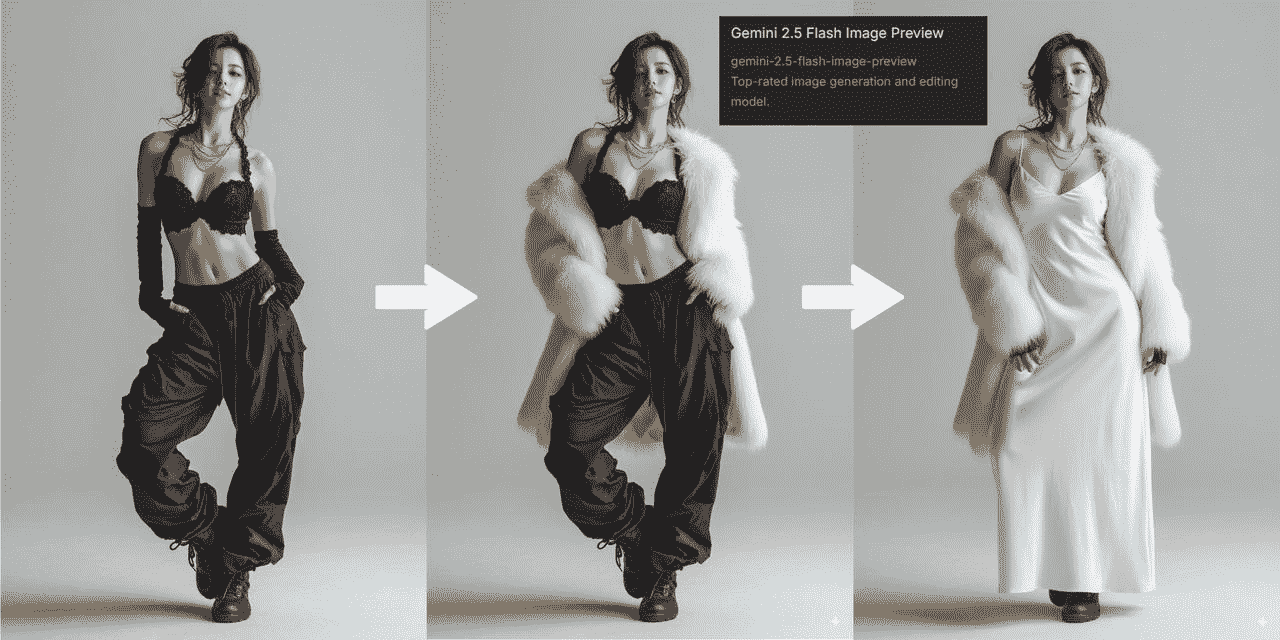 Gemini 2.5 Flash Image Preview
gemini-2.5-flash-image-preview
Top-rated image generation and editing
model.